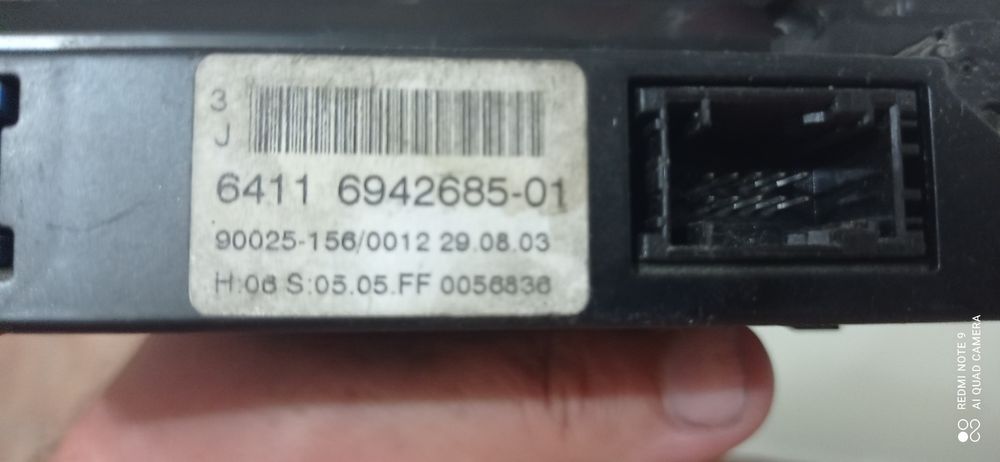 3
J
6411 6942685-01
90025-156/0012 29.08.03
H:06 S:05.05.FF 0056836
REDMI NOTE 9
AI QUAD CAMERA